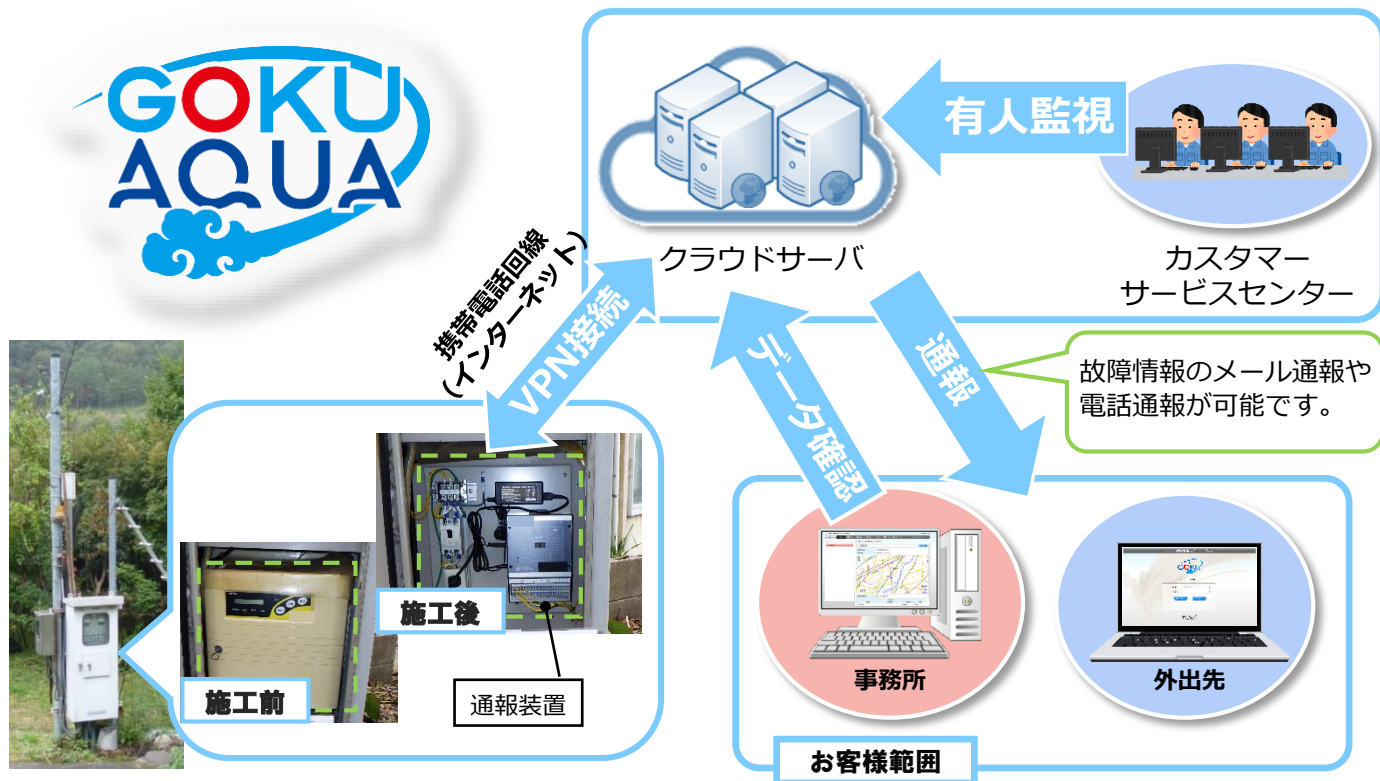 GOKU
AQUA
有人監視
クラウドサーバ
カスタマー
サービスセンター
携帯電話回線
(インターネット)
VPN接続
データ確認
通報
故障情報のメール通報や
電話通報が可能です。
施工後
施工前
通報装置
事務所
外出先
お客様範囲